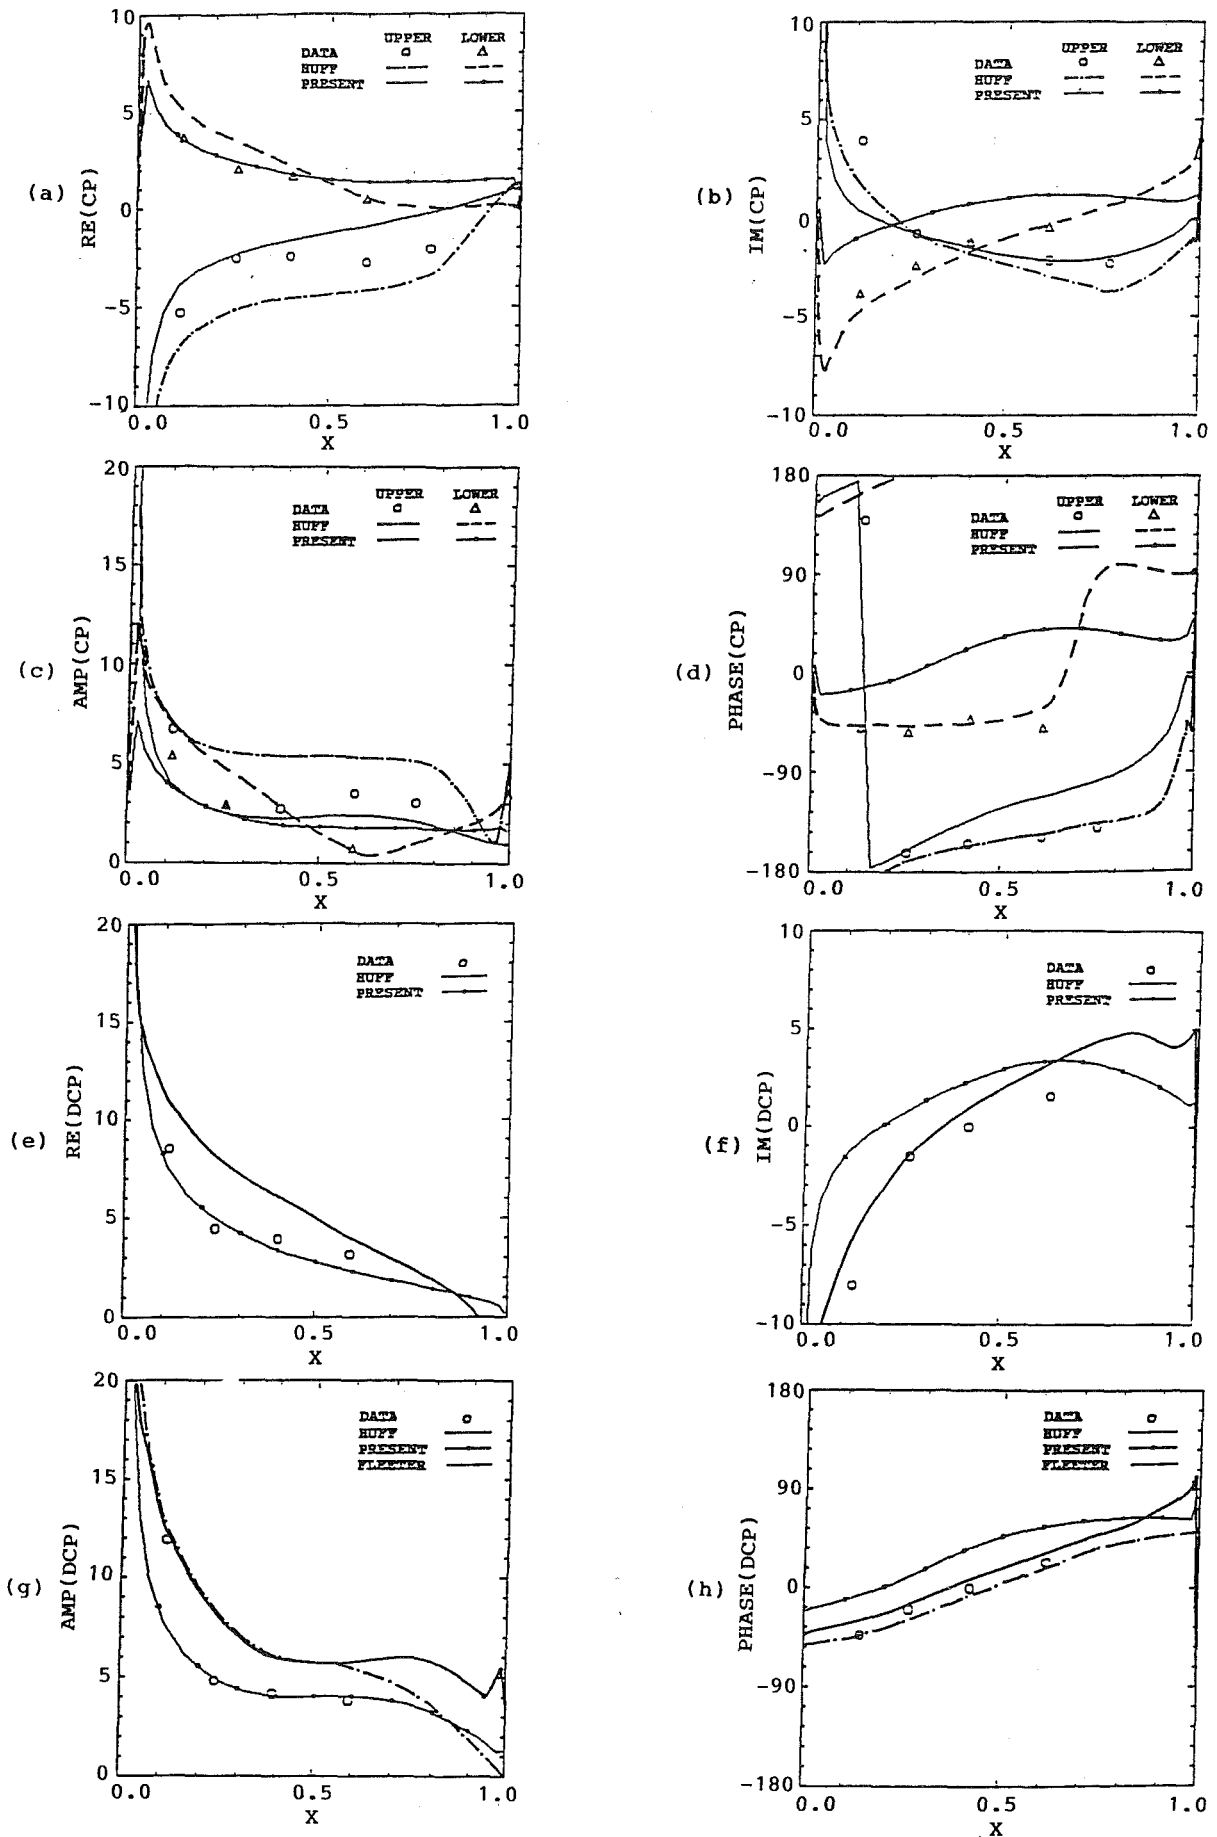 (a)
RE(CP)
10
5
0
-5
-10
0.0 0.5 1.0
X
UPPER LOWER
DATA
HUFF
PRESENT
(b)
IM(CP)
10
5
0
-5
-10
0.0 0.5 1.0
X
UPPER LOWER
DATA
HUFF
PRESENT
(c)
AMP(CP)
20
15
10
5
0
0.0 0.5 1.0
X
UPPER LOWER
DATA
HUFF
PRESENT
(d)
PHASE(CP)
180
90
0
-90
-180
0.0 0.5 1.0
X
UPPER LOWER
DATA
HUFF
PRESENT
(e)
RE(DCP)
20
15
10
5
0
0.0 0.5 1.0
X
DATA
HUFF
PRESENT
(f)
IM(DCP)
10
5
0
-5
-10
0.0 0.5 1.0
X
DATA
HUFF
PRESENT
(g)
AMP(DCP)
20
15
10
5
0
0.0 0.5 1.0
X
DATA
HUFF
PRESENT
FLEETER
(h)
PHASE(DCP)
180
90
0
-90
-180
0.0 0.5 1.0
X
DATA
HUFF
PRESENT
FLEETER